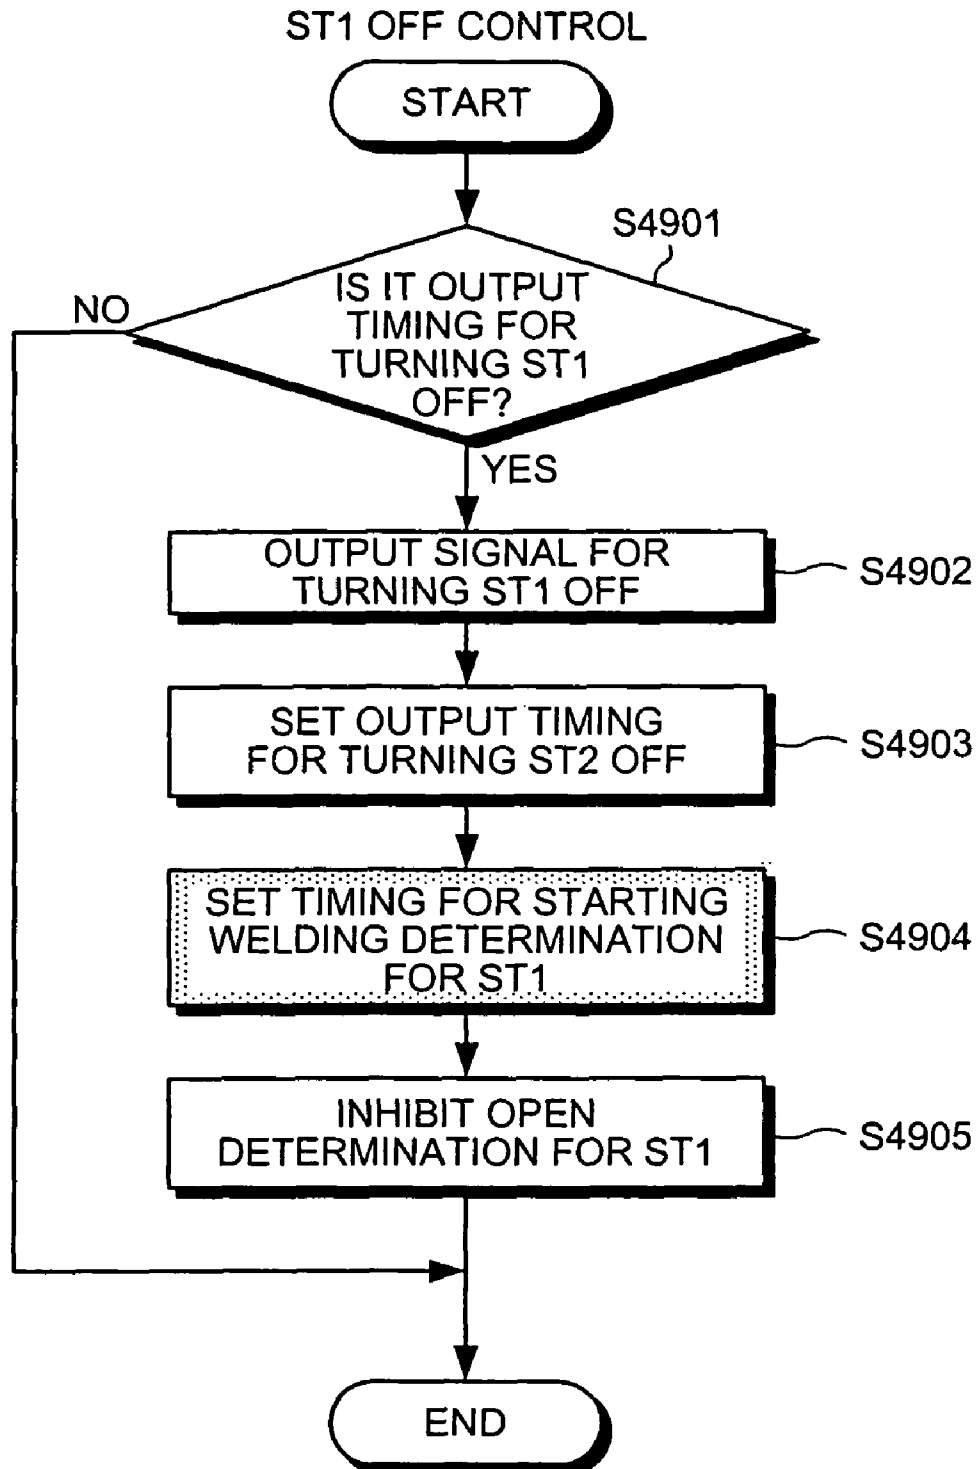 ST1 OFF CONTROL
START
S4901
IS IT OUTPUT
TIMING FOR
TURNING ST1
OFF?
NO
YES
OUTPUT SIGNAL FOR
TURNING ST1 OFF
S4902
SET OUTPUT TIMING
FOR TURNING ST2 OFF
S4903
SET TIMING FOR STARTING
WELDING DETERMINATION
FOR ST1
S4904
INHIBIT OPEN
DETERMINATION FOR ST1
S4905
END